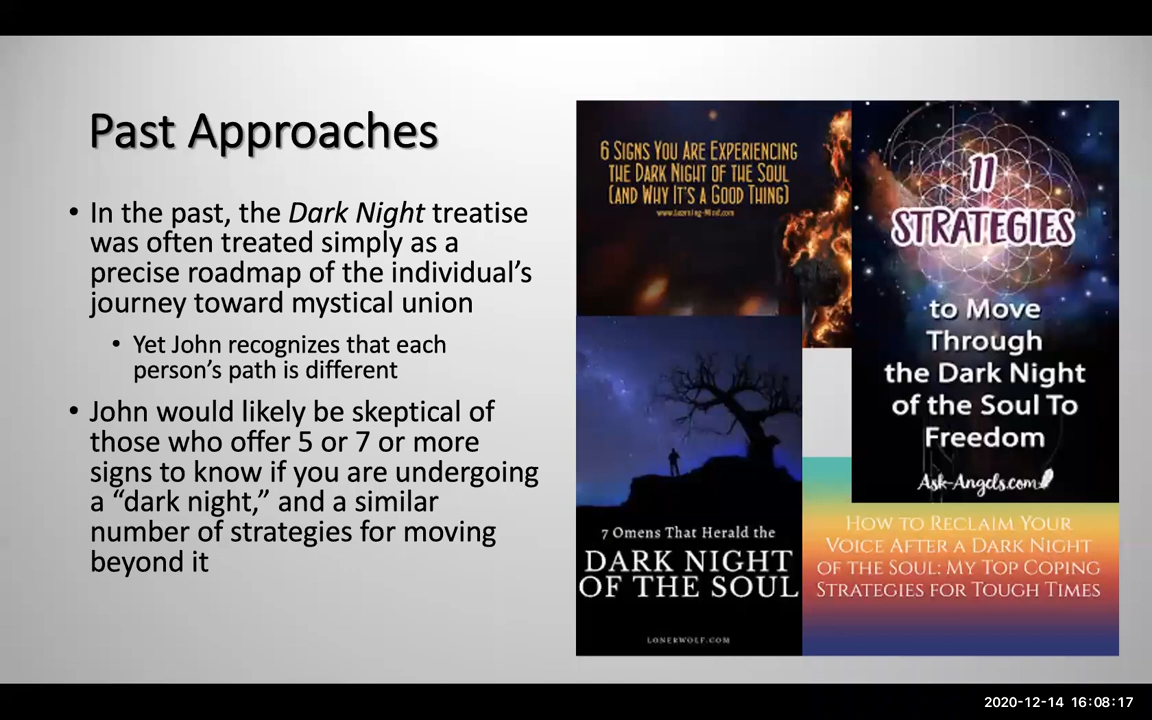 Past Approaches
• In the past, the Dark Night treatise
was often treated simply as a
precise roadmap of the individual’s
journey toward mystical union
• Yet John recognizes that each
person’s path is different
• John would likely be skeptical of
those who offer 5 or 7 or more
signs to know if you are undergoing
a “dark night,” and a similar
number of strategies for moving
beyond it
6 Signs You Are Experiencing
the Dark Night of the Soul
(and Why It's a Good Thing)
www.Learning-Mind.com
11
STRATEGIES
to Move
Through
the Dark Night
of the Soul To
Freedom
Ask-Angels.com
7 Omens That Herald the
DARK NIGHT
OF THE SOUL
LONERWOLF.COM
How to Reclaim Your
Voice After a Dark Night
of the Soul: My Top Coping
Strategies for Tough Times
2020-12-14 16:08:17